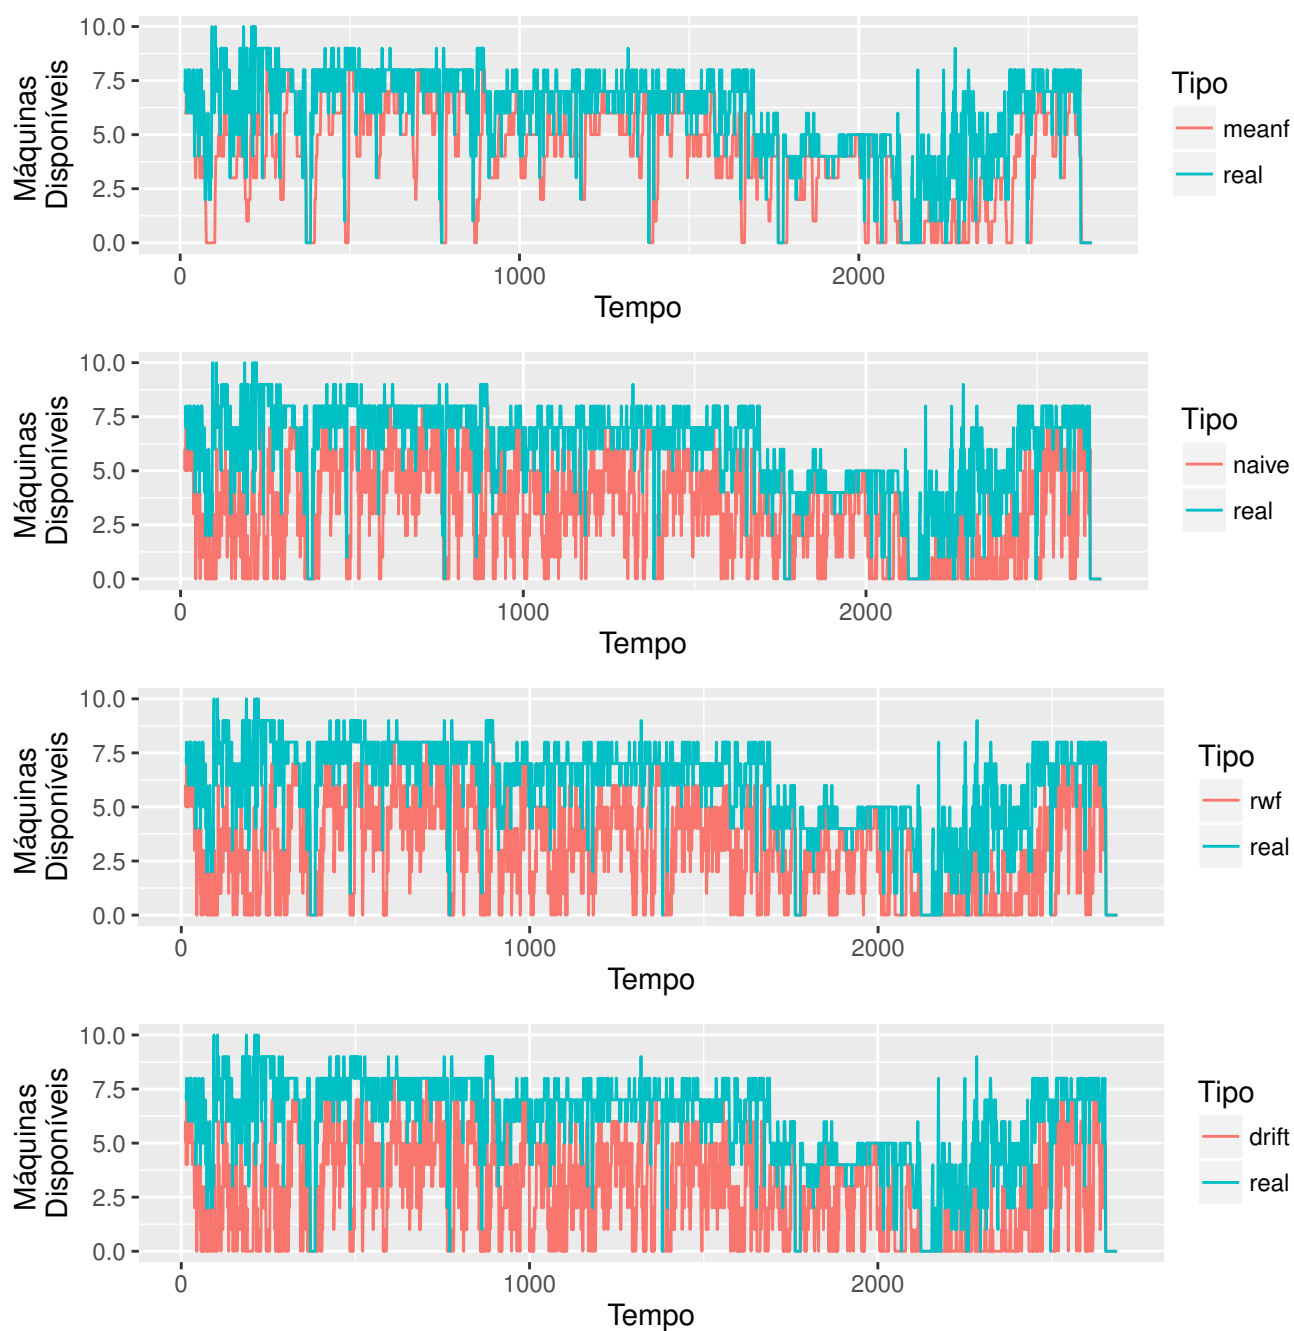 10.0
7.5
5.0
2.5
0.0
Máquinas
Disponíveis
0 1000 2000
Tempo
Tipo
meanf
real
10.0
7.5
5.0
2.5
0.0
Máquinas
Disponíveis
0 1000 2000
Tempo
Tipo
naive
real
10.0
7.5
5.0
2.5
0.0
Máquinas
Disponíveis
0 1000 2000
Tempo
Tipo
rwf
real
10.0
7.5
5.0
2.5
0.0
Máquinas
Disponíveis
0 1000 2000
Tempo
Tipo
drift
real